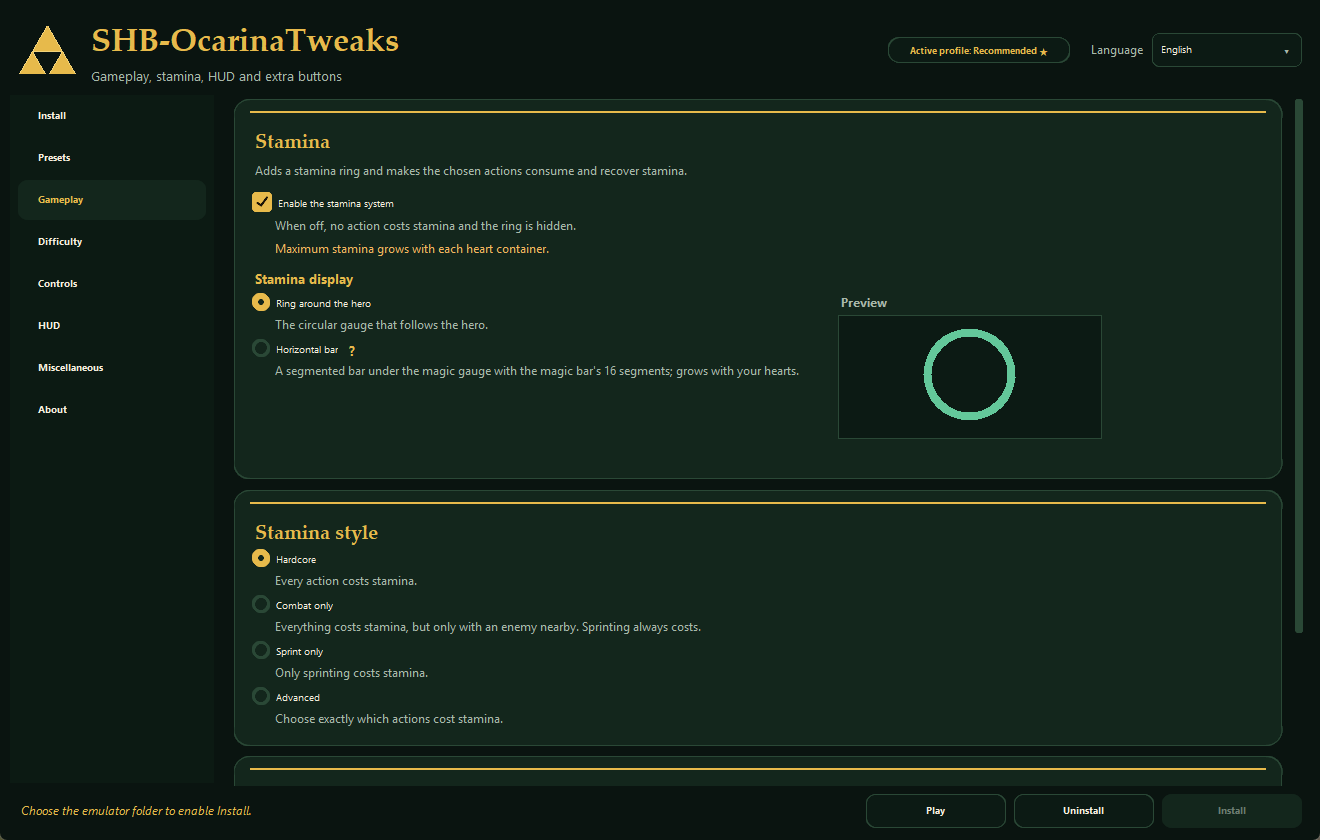 SHB-OcarinaTweaks
Gameplay, stamina, HUD and extra buttons
Active profile: Recommended ★
Language
English
Install
Presets
Gameplay
Difficulty
Controls
HUD
Miscellaneous
About
Stamina
Adds a stamina ring and makes the chosen actions consume and recover stamina.
Enable the stamina system
When off, no action costs stamina and the ring is hidden.
Maximum stamina grows with each heart container.
Stamina display
Ring around the hero
The circular gauge that follows the hero.
Horizontal bar ?
A segmented bar under the magic gauge with the magic bar's 16 segments; grows with your hearts.
Preview
Stamina style
Hardcore
Every action costs stamina.
Combat only
Everything costs stamina, but only with an enemy nearby. Sprinting always costs.
Sprint only
Only sprinting costs stamina.
Advanced
Choose exactly which actions cost stamina.
Choose the emulator folder to enable Install.
Play
Uninstall
Install